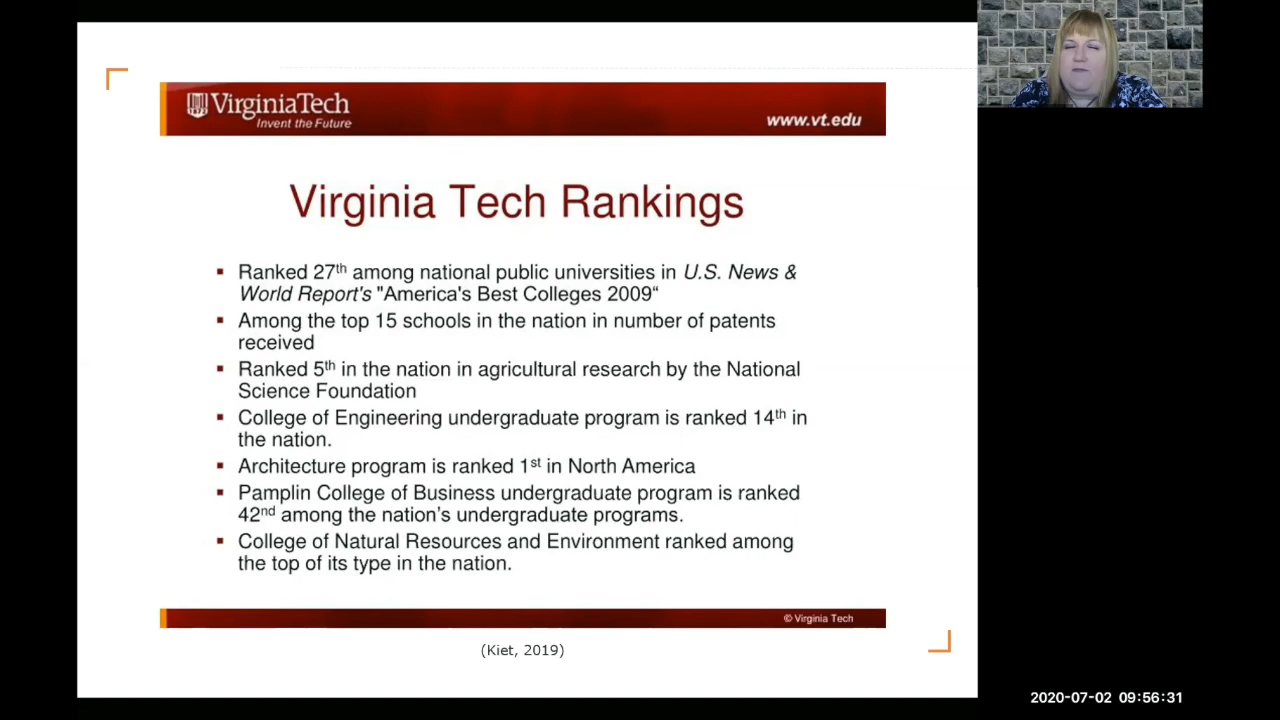 VirginiaTech
Invent the Future
www.vt.edu
Virginia Tech Rankings
Ranked 27th among national public universities in U.S. News &
World Report's "America's Best Colleges 2009“
Among the top 15 schools in the nation in number of patents
received
Ranked 5th in the nation in agricultural research by the National
Science Foundation
College of Engineering undergraduate program is ranked 14th in
the nation.
Architecture program is ranked 1st in North America
Pamplin College of Business undergraduate program is ranked
42nd among the nation’s undergraduate programs.
College of Natural Resources and Environment ranked among
the top of its type in the nation.
© Virginia Tech
(Kiet, 2019)
2020-07-02 09:56:31